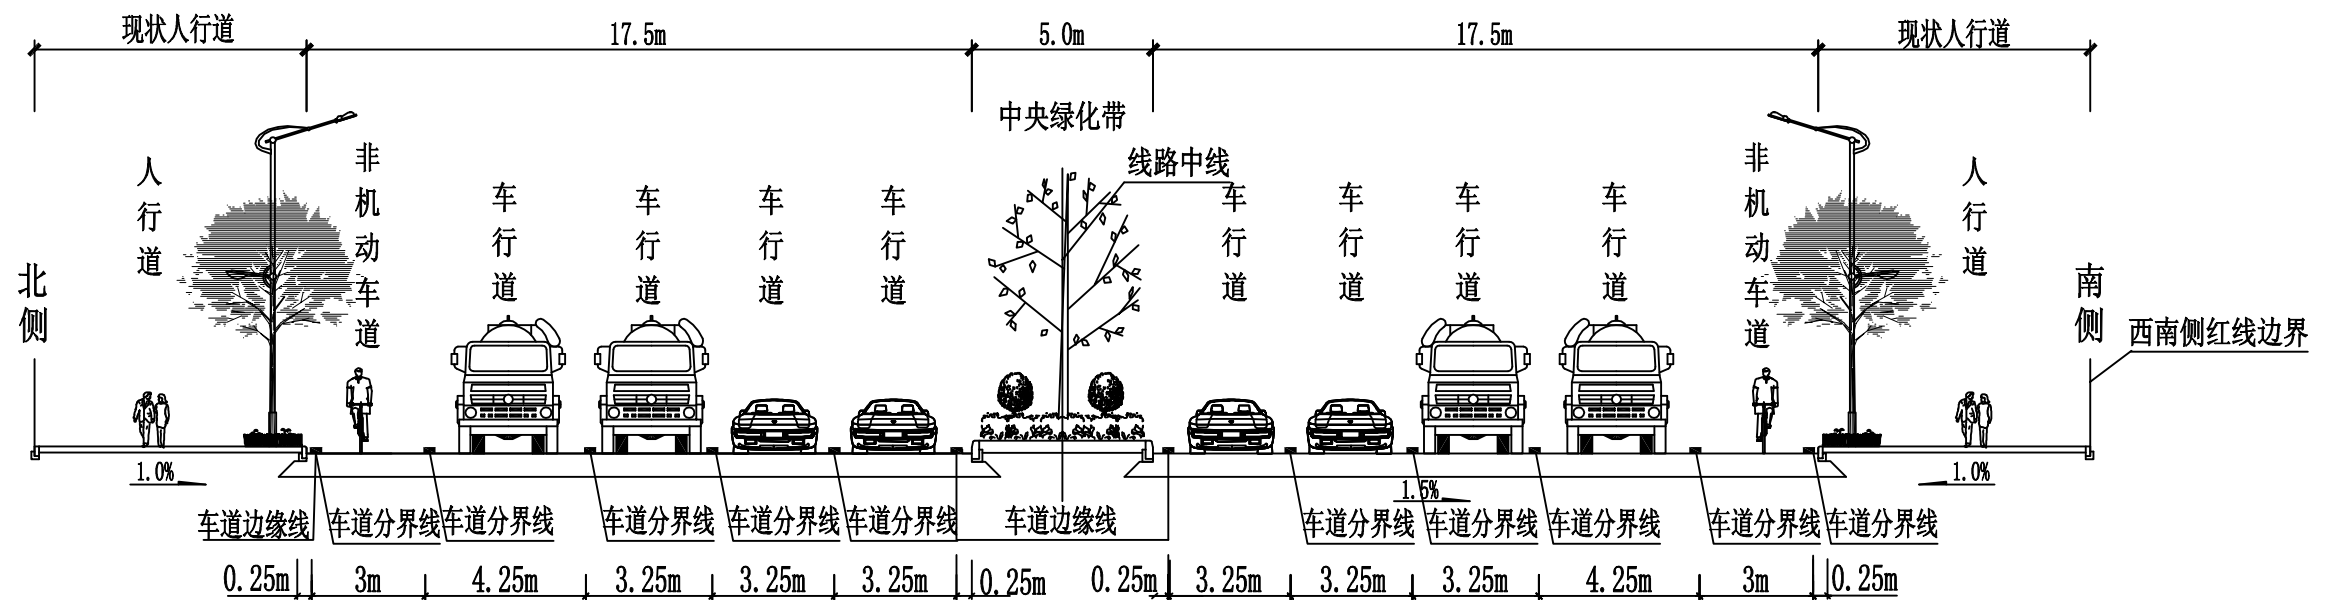 现状人行道
17.5m
5.0m
17.5m
现状人行道
中央绿化带
线路中线
人行道
非机动车道
车行道
车行道
车行道
车行道
车行道
车行道
车行道
车行道
非机动车道
人行道
北侧
南侧
西南侧红线边界
1.0%
1.5%
1.0%
车道边缘线
车道分界线
车道分界线
车道分界线
车道分界线
车道分界线
车道边缘线
车道分界线
车道分界线
车道分界线
车道分界线
车道分界线
0.25m
3m
4.25m
3.25m
3.25m
3.25m
0.25m
0.25m
3.25m
3.25m
3.25m
4.25m
3m
0.25m